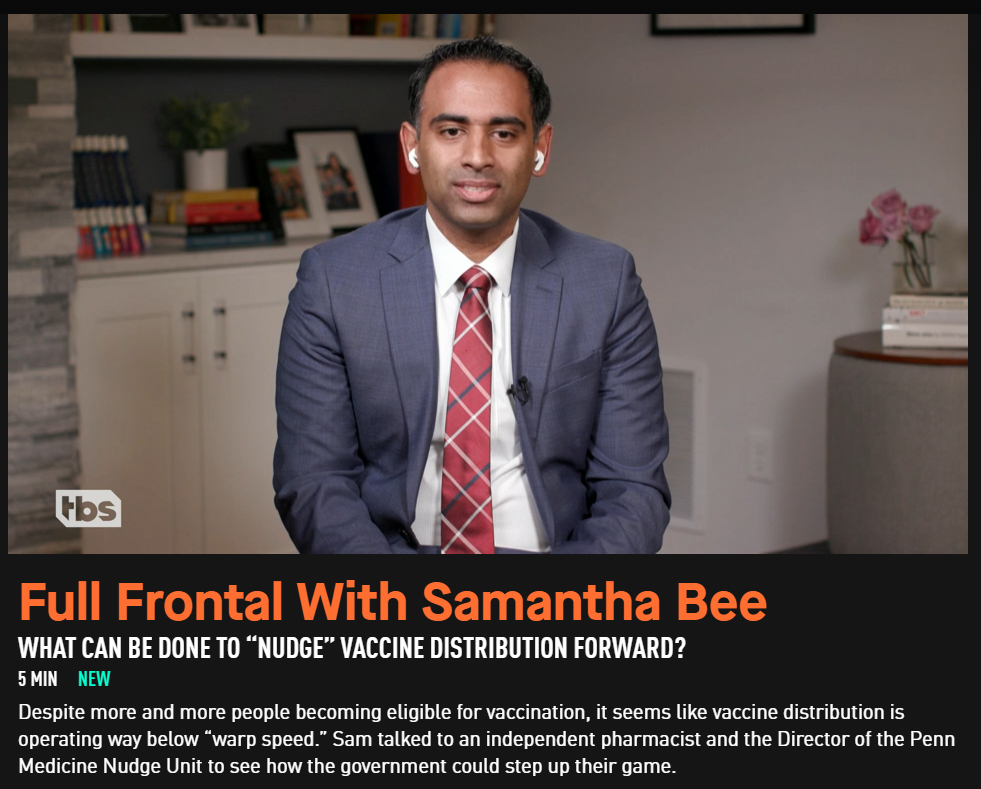 tbs
Full Frontal With Samantha Bee
WHAT CAN BE DONE TO “NUDGE” VACCINE DISTRIBUTION FORWARD?
5 MIN NEW
Despite more and more people becoming eligible for vaccination, it seems like vaccine distribution is
operating way below “warp speed.” Sam talked to an independent pharmacist and the Director of the Penn
Medicine Nudge Unit to see how the government could step up their game.